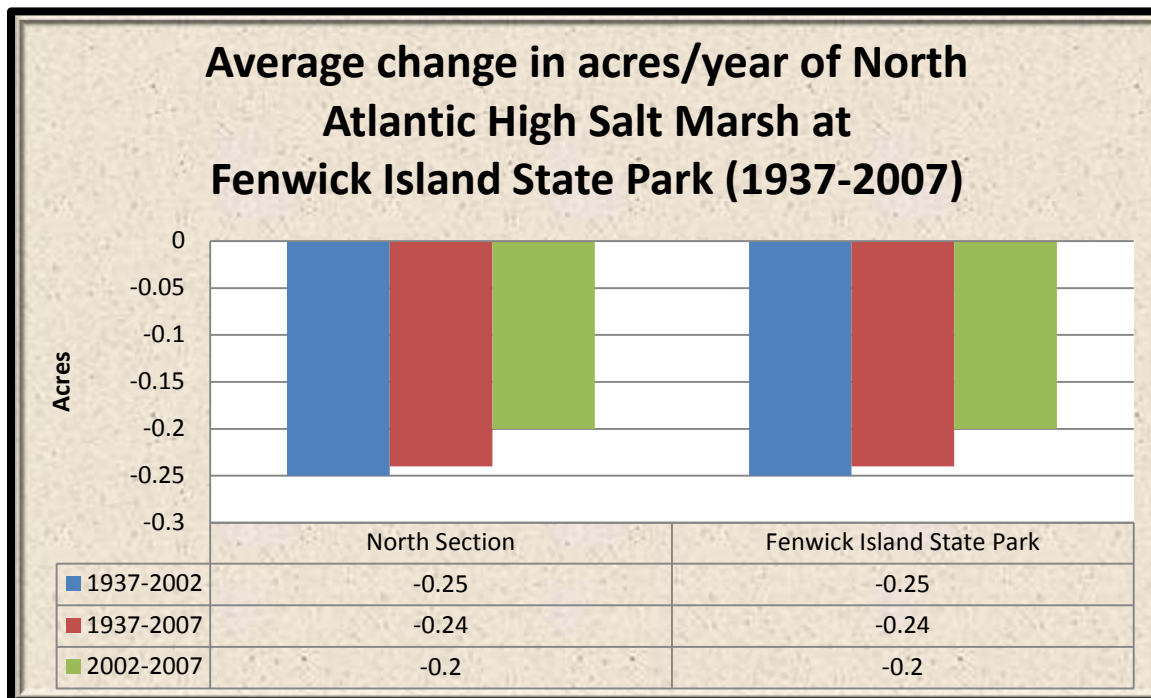 Average change in acres/year of North
Atlantic High Salt Marsh at
Fenwick Island State Park (1937-2007)
Acres
0
-0.05
-0.1
-0.15
-0.2
-0.25
-0.3
North Section Fenwick Island State Park
1937-2002 -0.25 -0.25
1937-2007 -0.24 -0.24
2002-2007 -0.2 -0.2